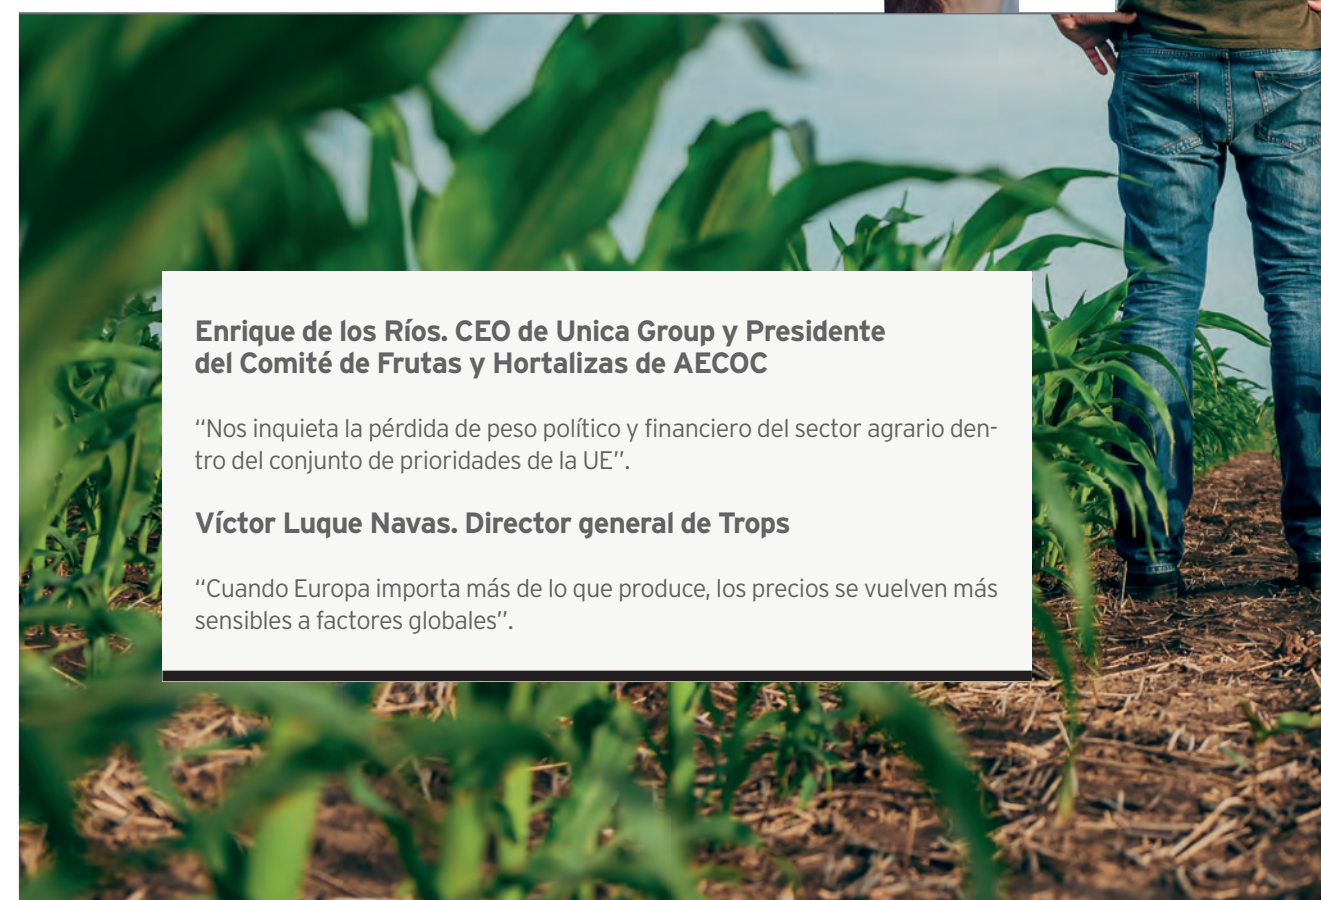 Enrique de los Ríos. CEO de Unica Group y Presidente
del Comité de Frutas y Hortalizas de AECOC
“Nos inquieta la pérdida de peso político y financiero del sector agrario den-
tro del conjunto de prioridades de la UE”.
Víctor Luque Navas. Director general de Trops
“Cuando Europa importa más de lo que produce, los precios se vuelven más
sensibles a factores globales”.